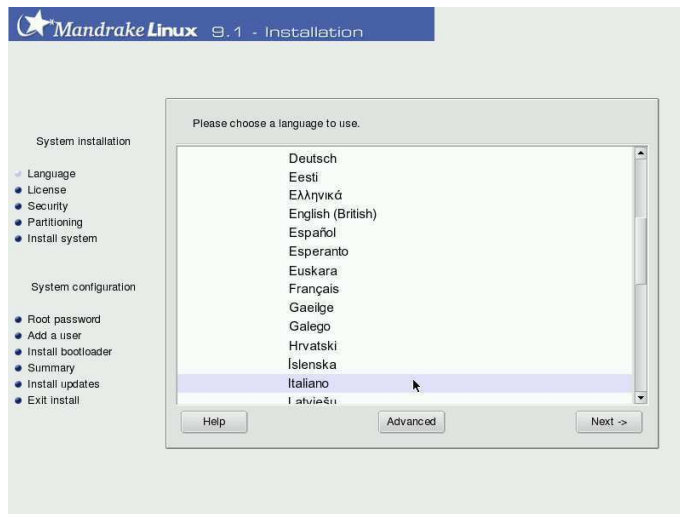 Mandrake Linux 9.1 - Installation
System installation
Language
License
Security
Partitioning
Install system
System configuration
Root password
Add a user
Install bootloader
Summary
Install updates
Exit install
Please choose a language to use.
Deutsch
Eesti
Ελληνικά
English (British)
Español
Esperanto
Euskara
Français
Gaeilge
Galego
Hrvatski
Íslenska
Italiano
Latviešu
Help
Advanced
Next ->